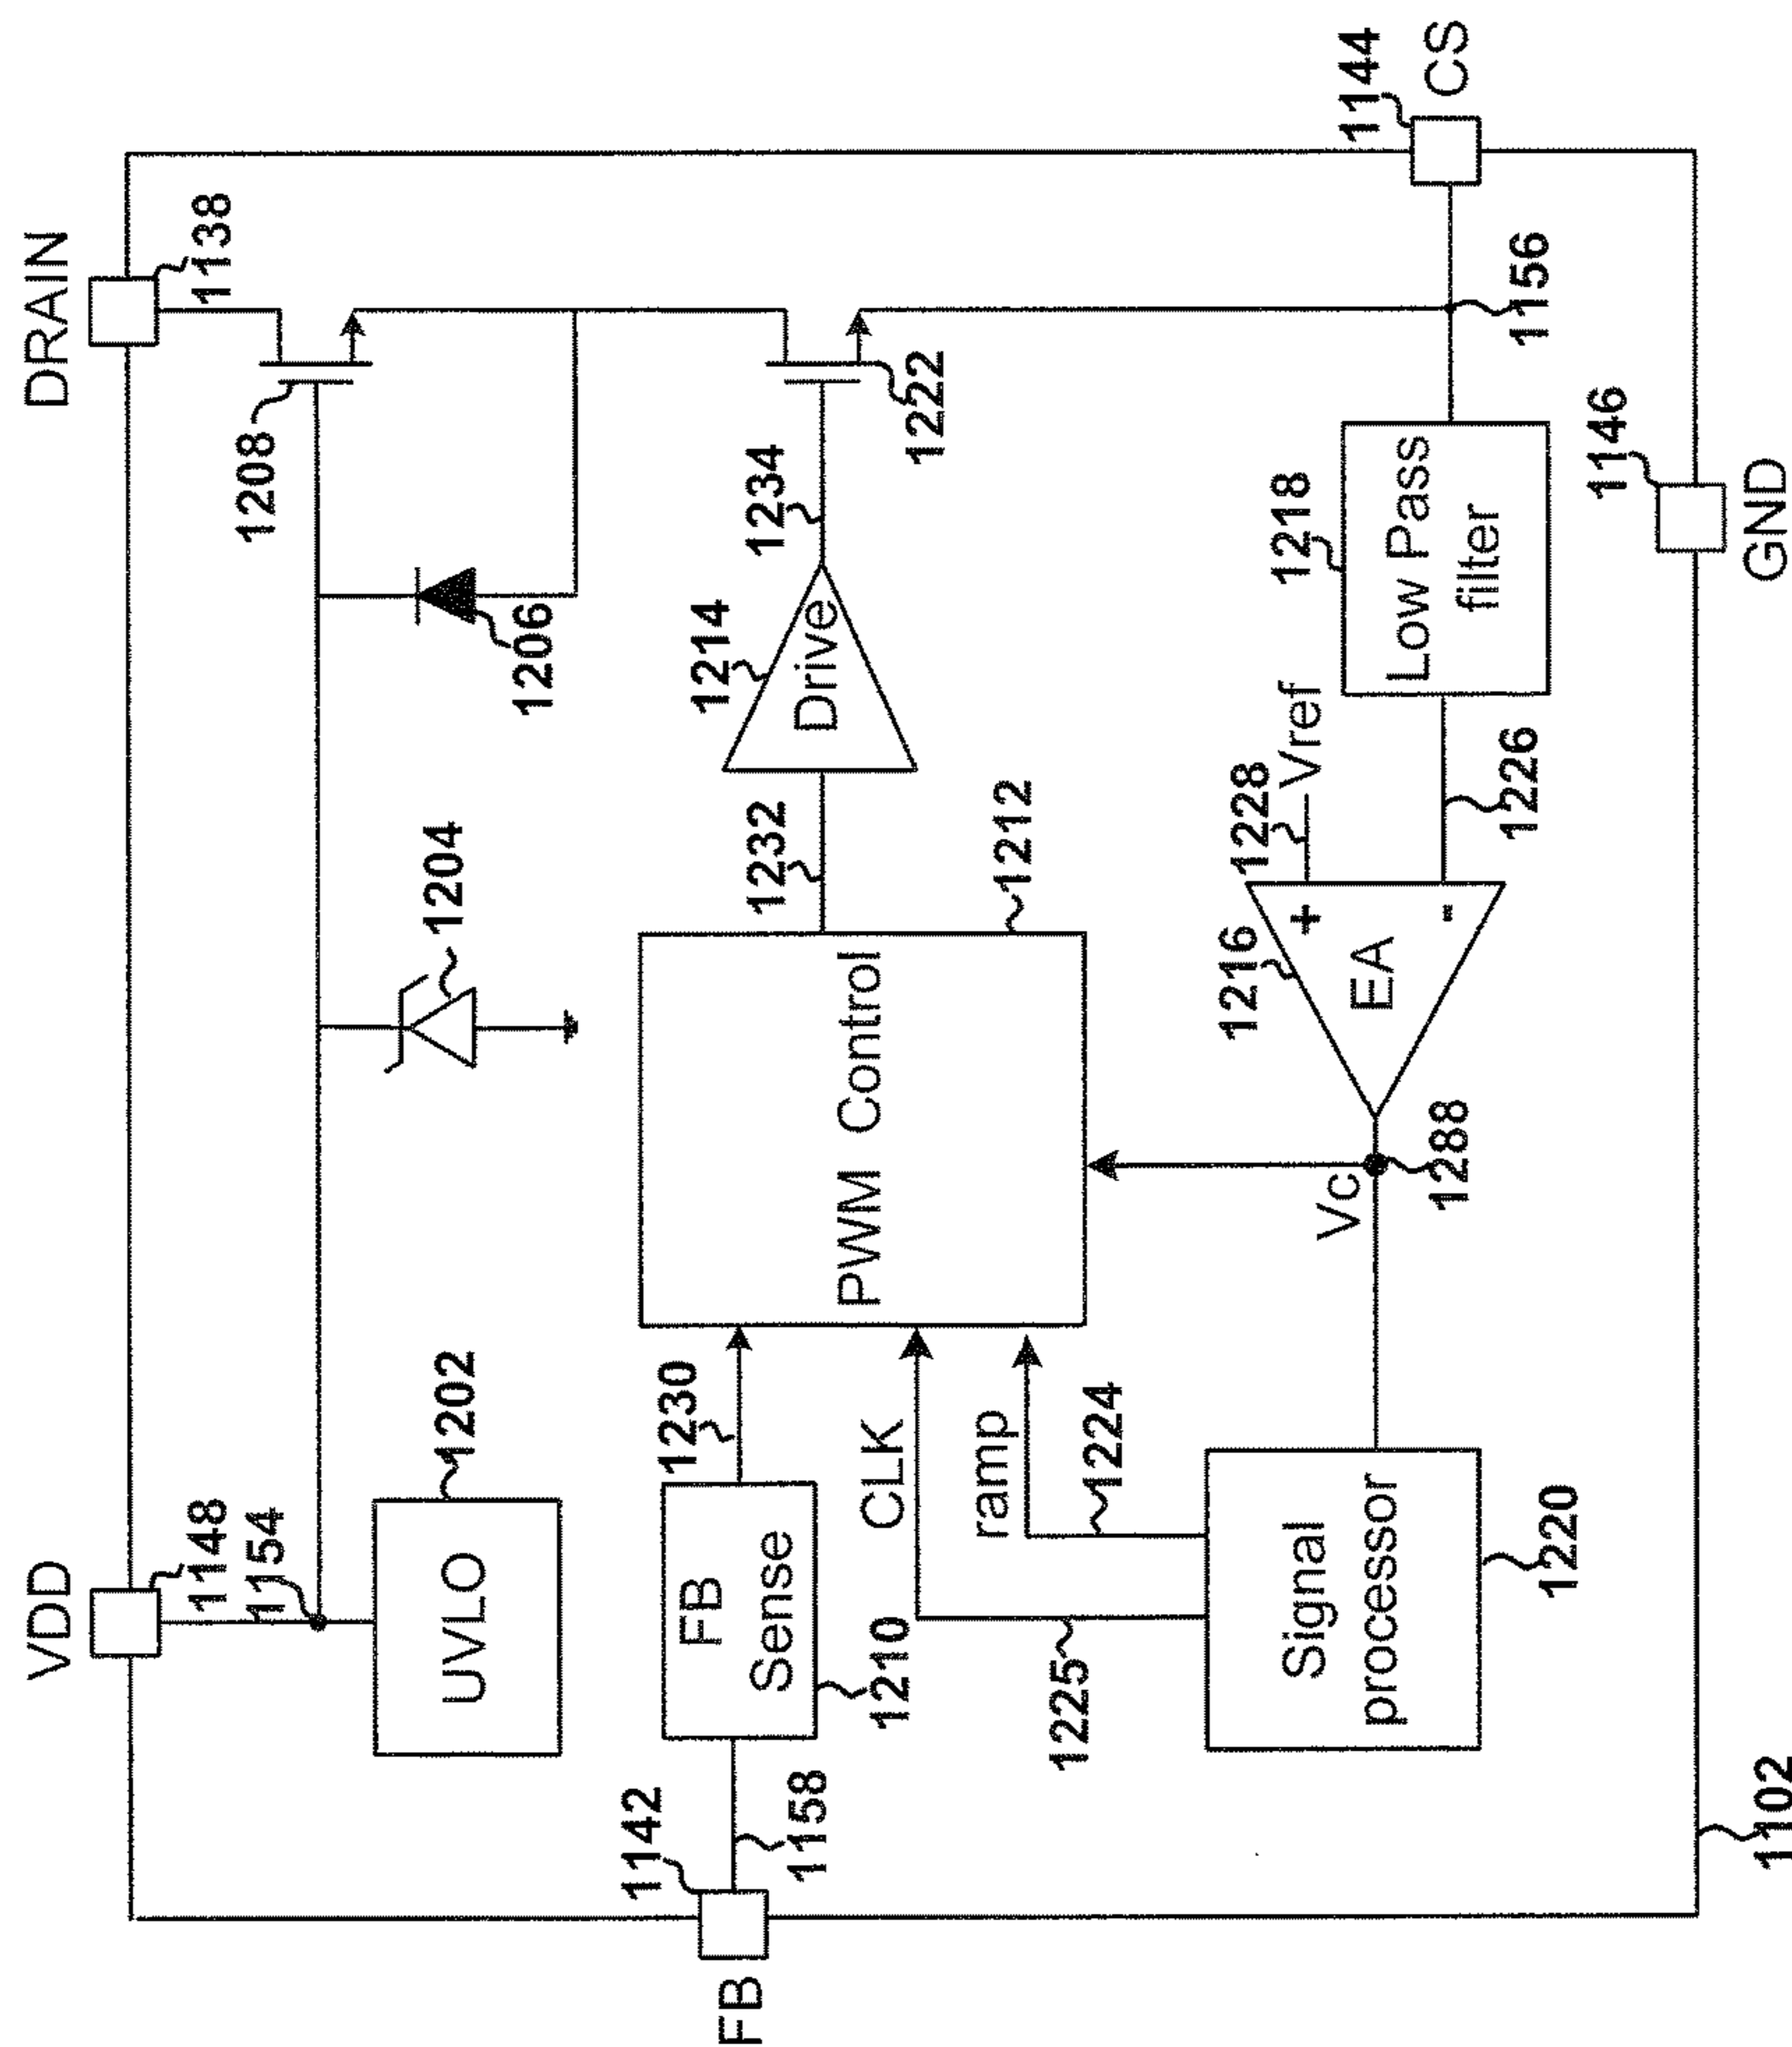 VDD
1148
1154
DRAIN
1138
1208
1202
UVLO
1204
1206
1142
FB
1158
FB
Sense
1210
1230
PWM Control
1212
1232
1214
Drive
1234
1222
CLK
ramp
1224
1225
Signal
processor
1220
Vc
1288
1216
EA
+
-
1228
Vref
1226
1218
Low Pass
filter
1156
1144
CS
1146
GND
1102